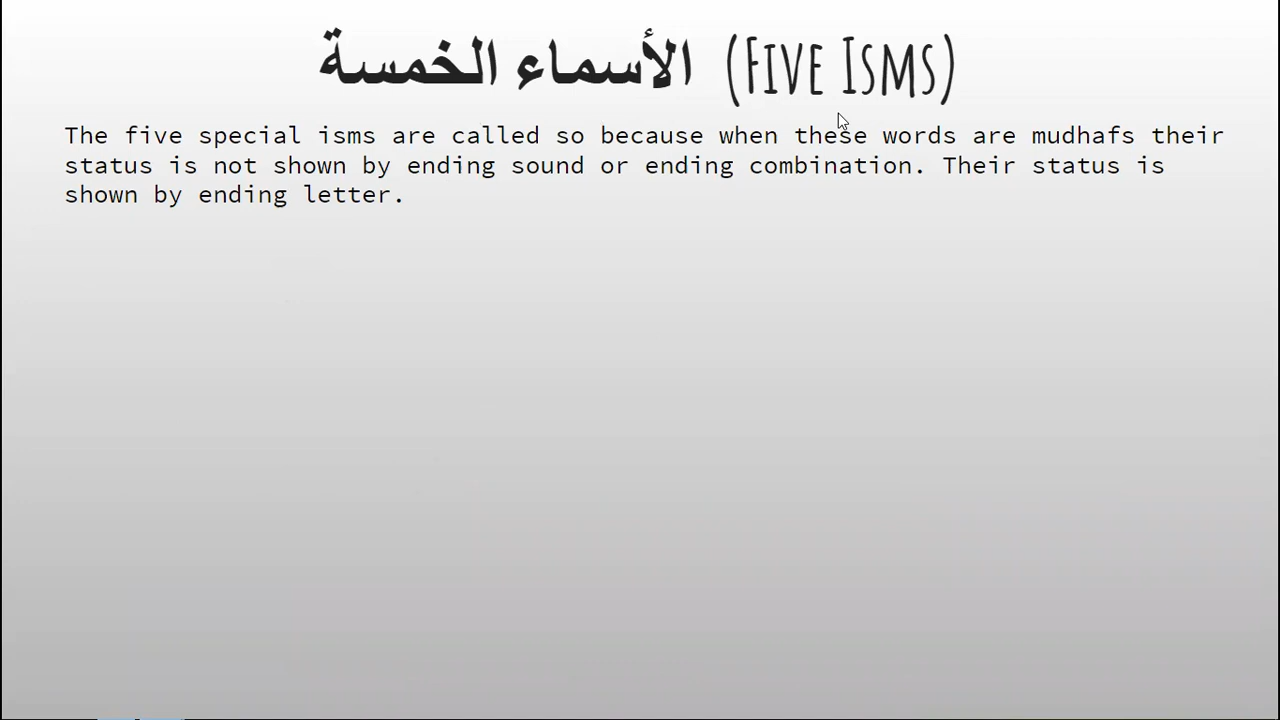 الأسماء الخمسة (Five Isms)
The five special isms are called so because when these words are mudhafs their
status is not shown by ending sound or ending combination. Their status is
shown by ending letter.